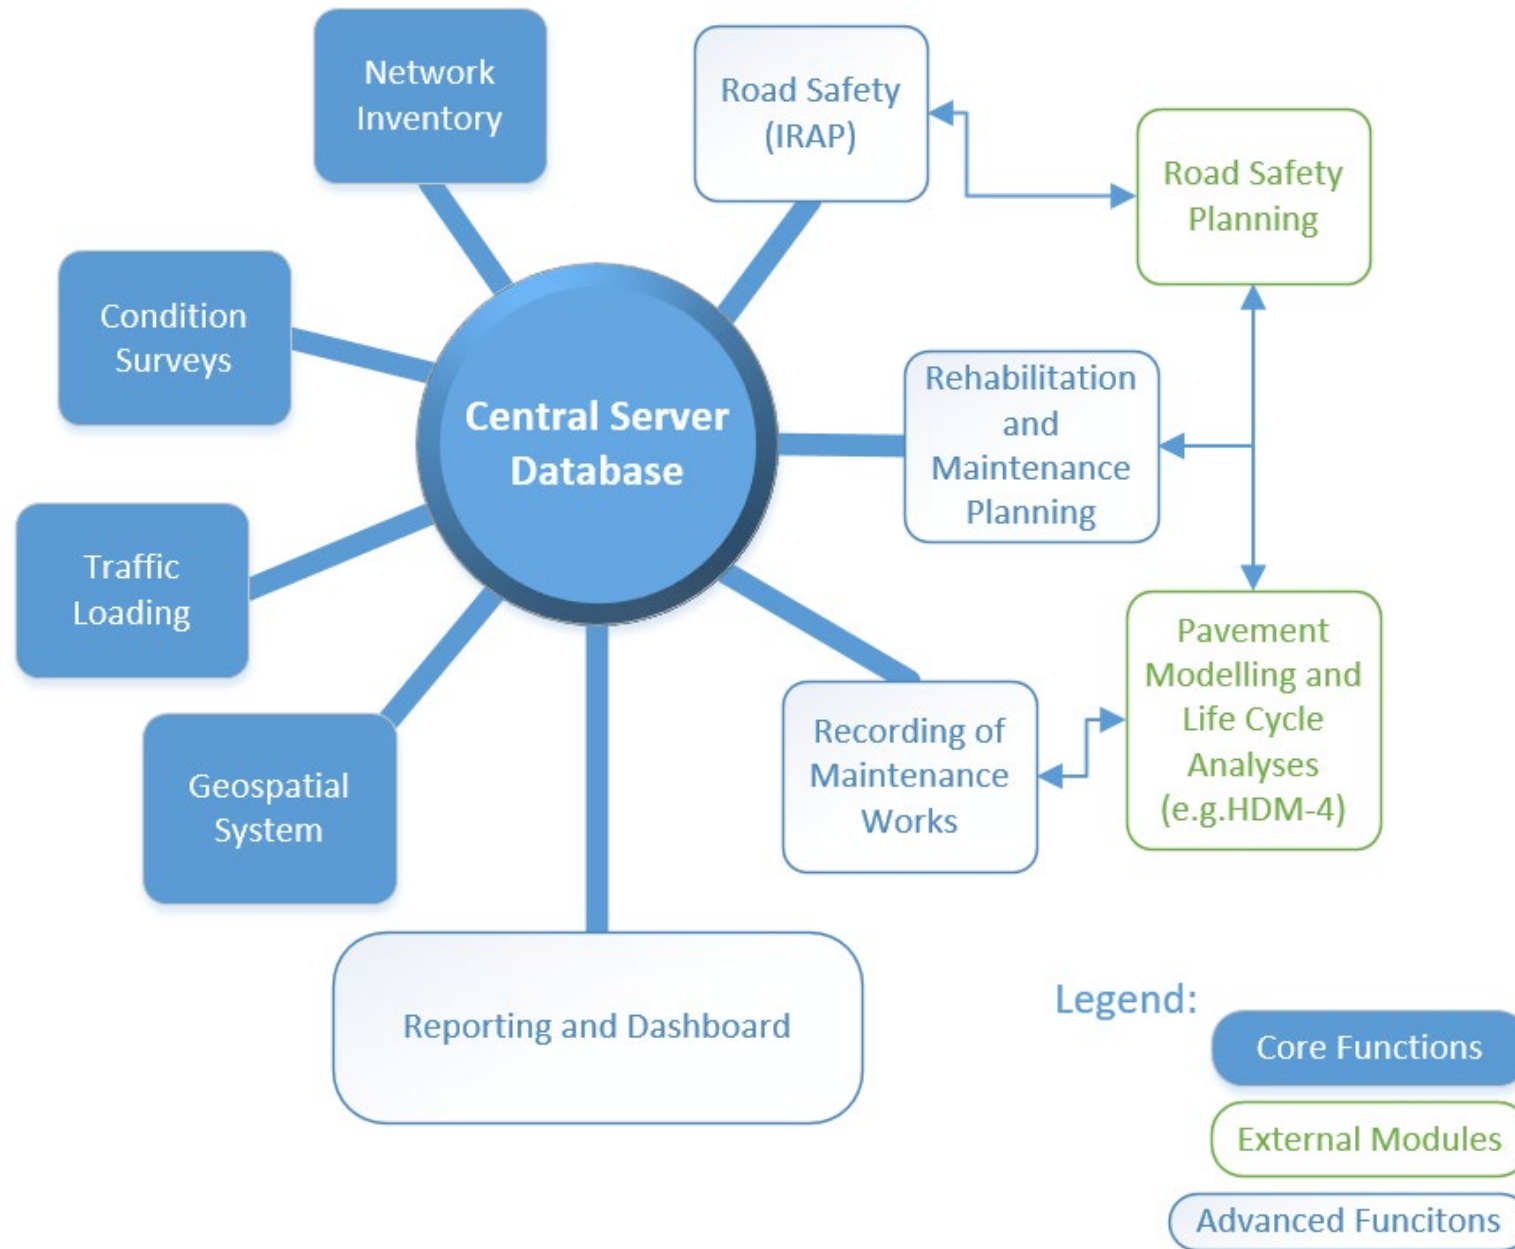 Network
Inventory
Road Safety
(IRAP)
Road Safety
Planning
Condition
Surveys
Central Server
Database
Rehabilitation
and
Maintenance
Planning
Traffic
Loading
Pavement
Modelling and
Life Cycle
Analyses
(e.g.HDM-4)
Geospatial
System
Recording of
Maintenance
Works
Reporting and Dashboard
Legend:
Core Functions
External Modules
Advanced Funcitons